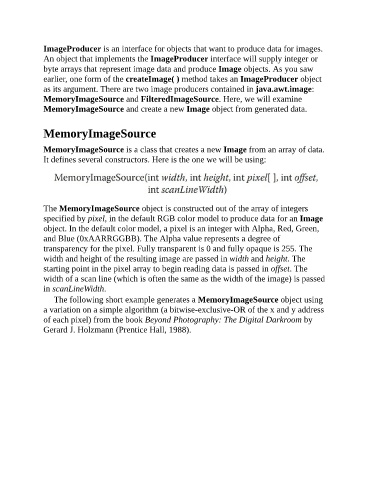 ImageProducer is an interface for objects that want to produce data for images.
An object that implements the ImageProducer interface will supply integer or
byte arrays that represent image data and produce Image objects. As you saw
earlier, one form of the createImage( ) method takes an ImageProducer object
as its argument. There are two image producers contained in java.awt.image:
MemoryImageSource and FilteredImageSource. Here, we will examine
MemoryImageSource and create a new Image object from generated data.
MemoryImageSource
MemoryImageSource is a class that creates a new Image from an array of data.
It defines several constructors. Here is the one we will be using:
MemoryImageSource(int width, int height, int pixel[ ], int offset,
int scanLineWidth)
The MemoryImageSource object is constructed out of the array of integers
specified by pixel, in the default RGB color model to produce data for an Image
object. In the default color model, a pixel is an integer with Alpha, Red, Green,
and Blue (0xAARRGGBB). The Alpha value represents a degree of
transparency for the pixel. Fully transparent is 0 and fully opaque is 255. The
width and height of the resulting image are passed in width and height. The
starting point in the pixel array to begin reading data is passed in offset. The
width of a scan line (which is often the same as the width of the image) is passed
in scanLineWidth.
The following short example generates a MemoryImageSource object using
a variation on a simple algorithm (a bitwise-exclusive-OR of the x and y address
of each pixel) from the book Beyond Photography: The Digital Darkroom by
Gerard J. Holzmann (Prentice Hall, 1988).